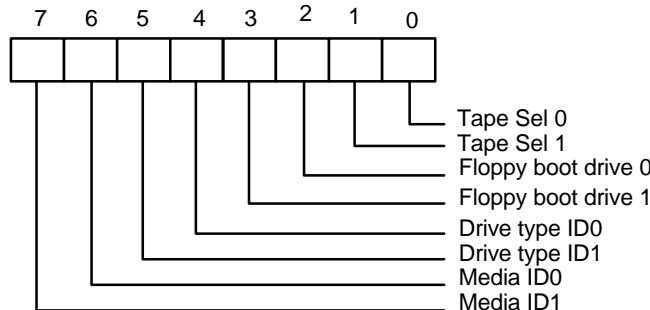 7 6 5 4 3 2 1 0
Tape Sel 0
Tape Sel 1
Floppy boot drive 0
Floppy boot drive 1
Drive type ID0
Drive type ID1
Media ID0
Media ID1